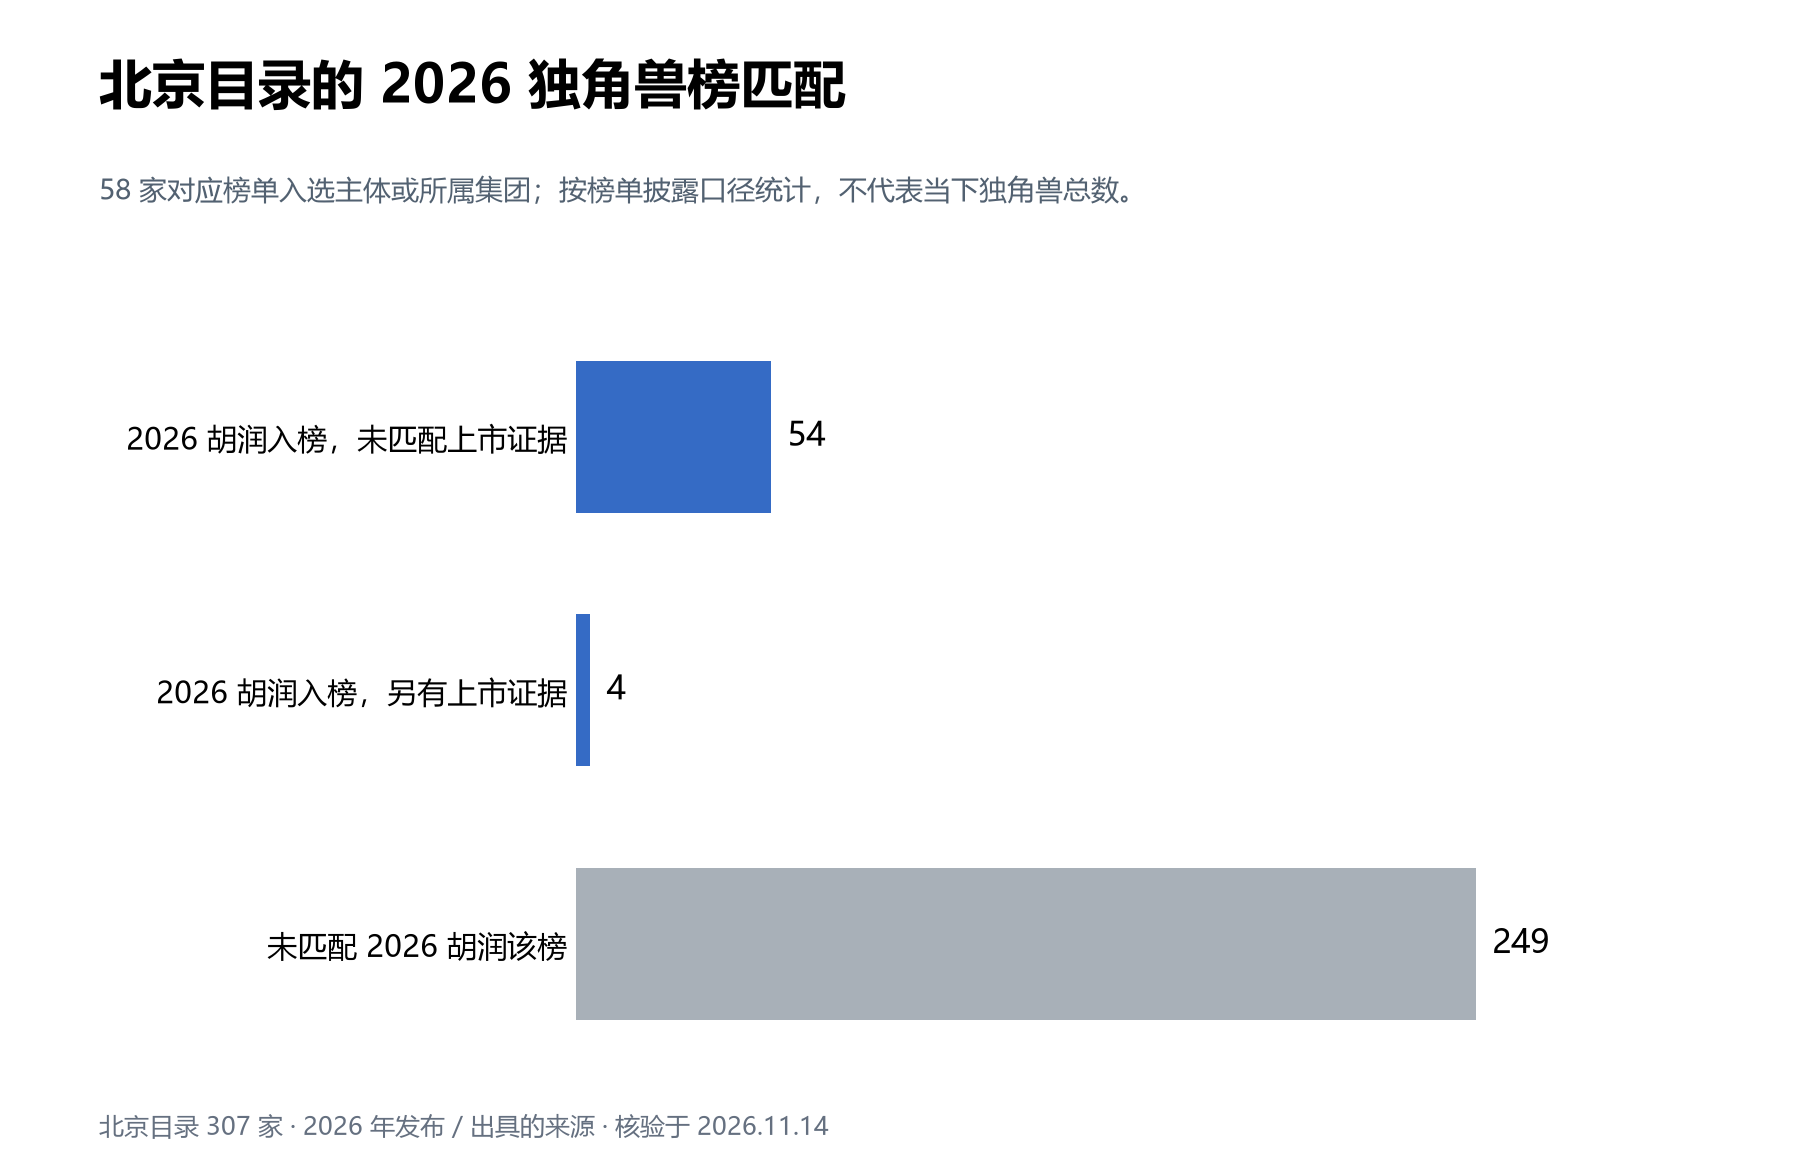 北京目录的 2026 独角兽榜匹配
58 家对应榜单入选主体或所属集团；按榜单披露口径统计，不代表当下独角兽总数。
2026 胡润入榜，未匹配上市证据
54
2026 胡润入榜，另有上市证据
4
未匹配 2026 胡润该榜
249
北京目录 307 家 · 2026 年发布 / 出具的来源 · 核验于 2026.11.14